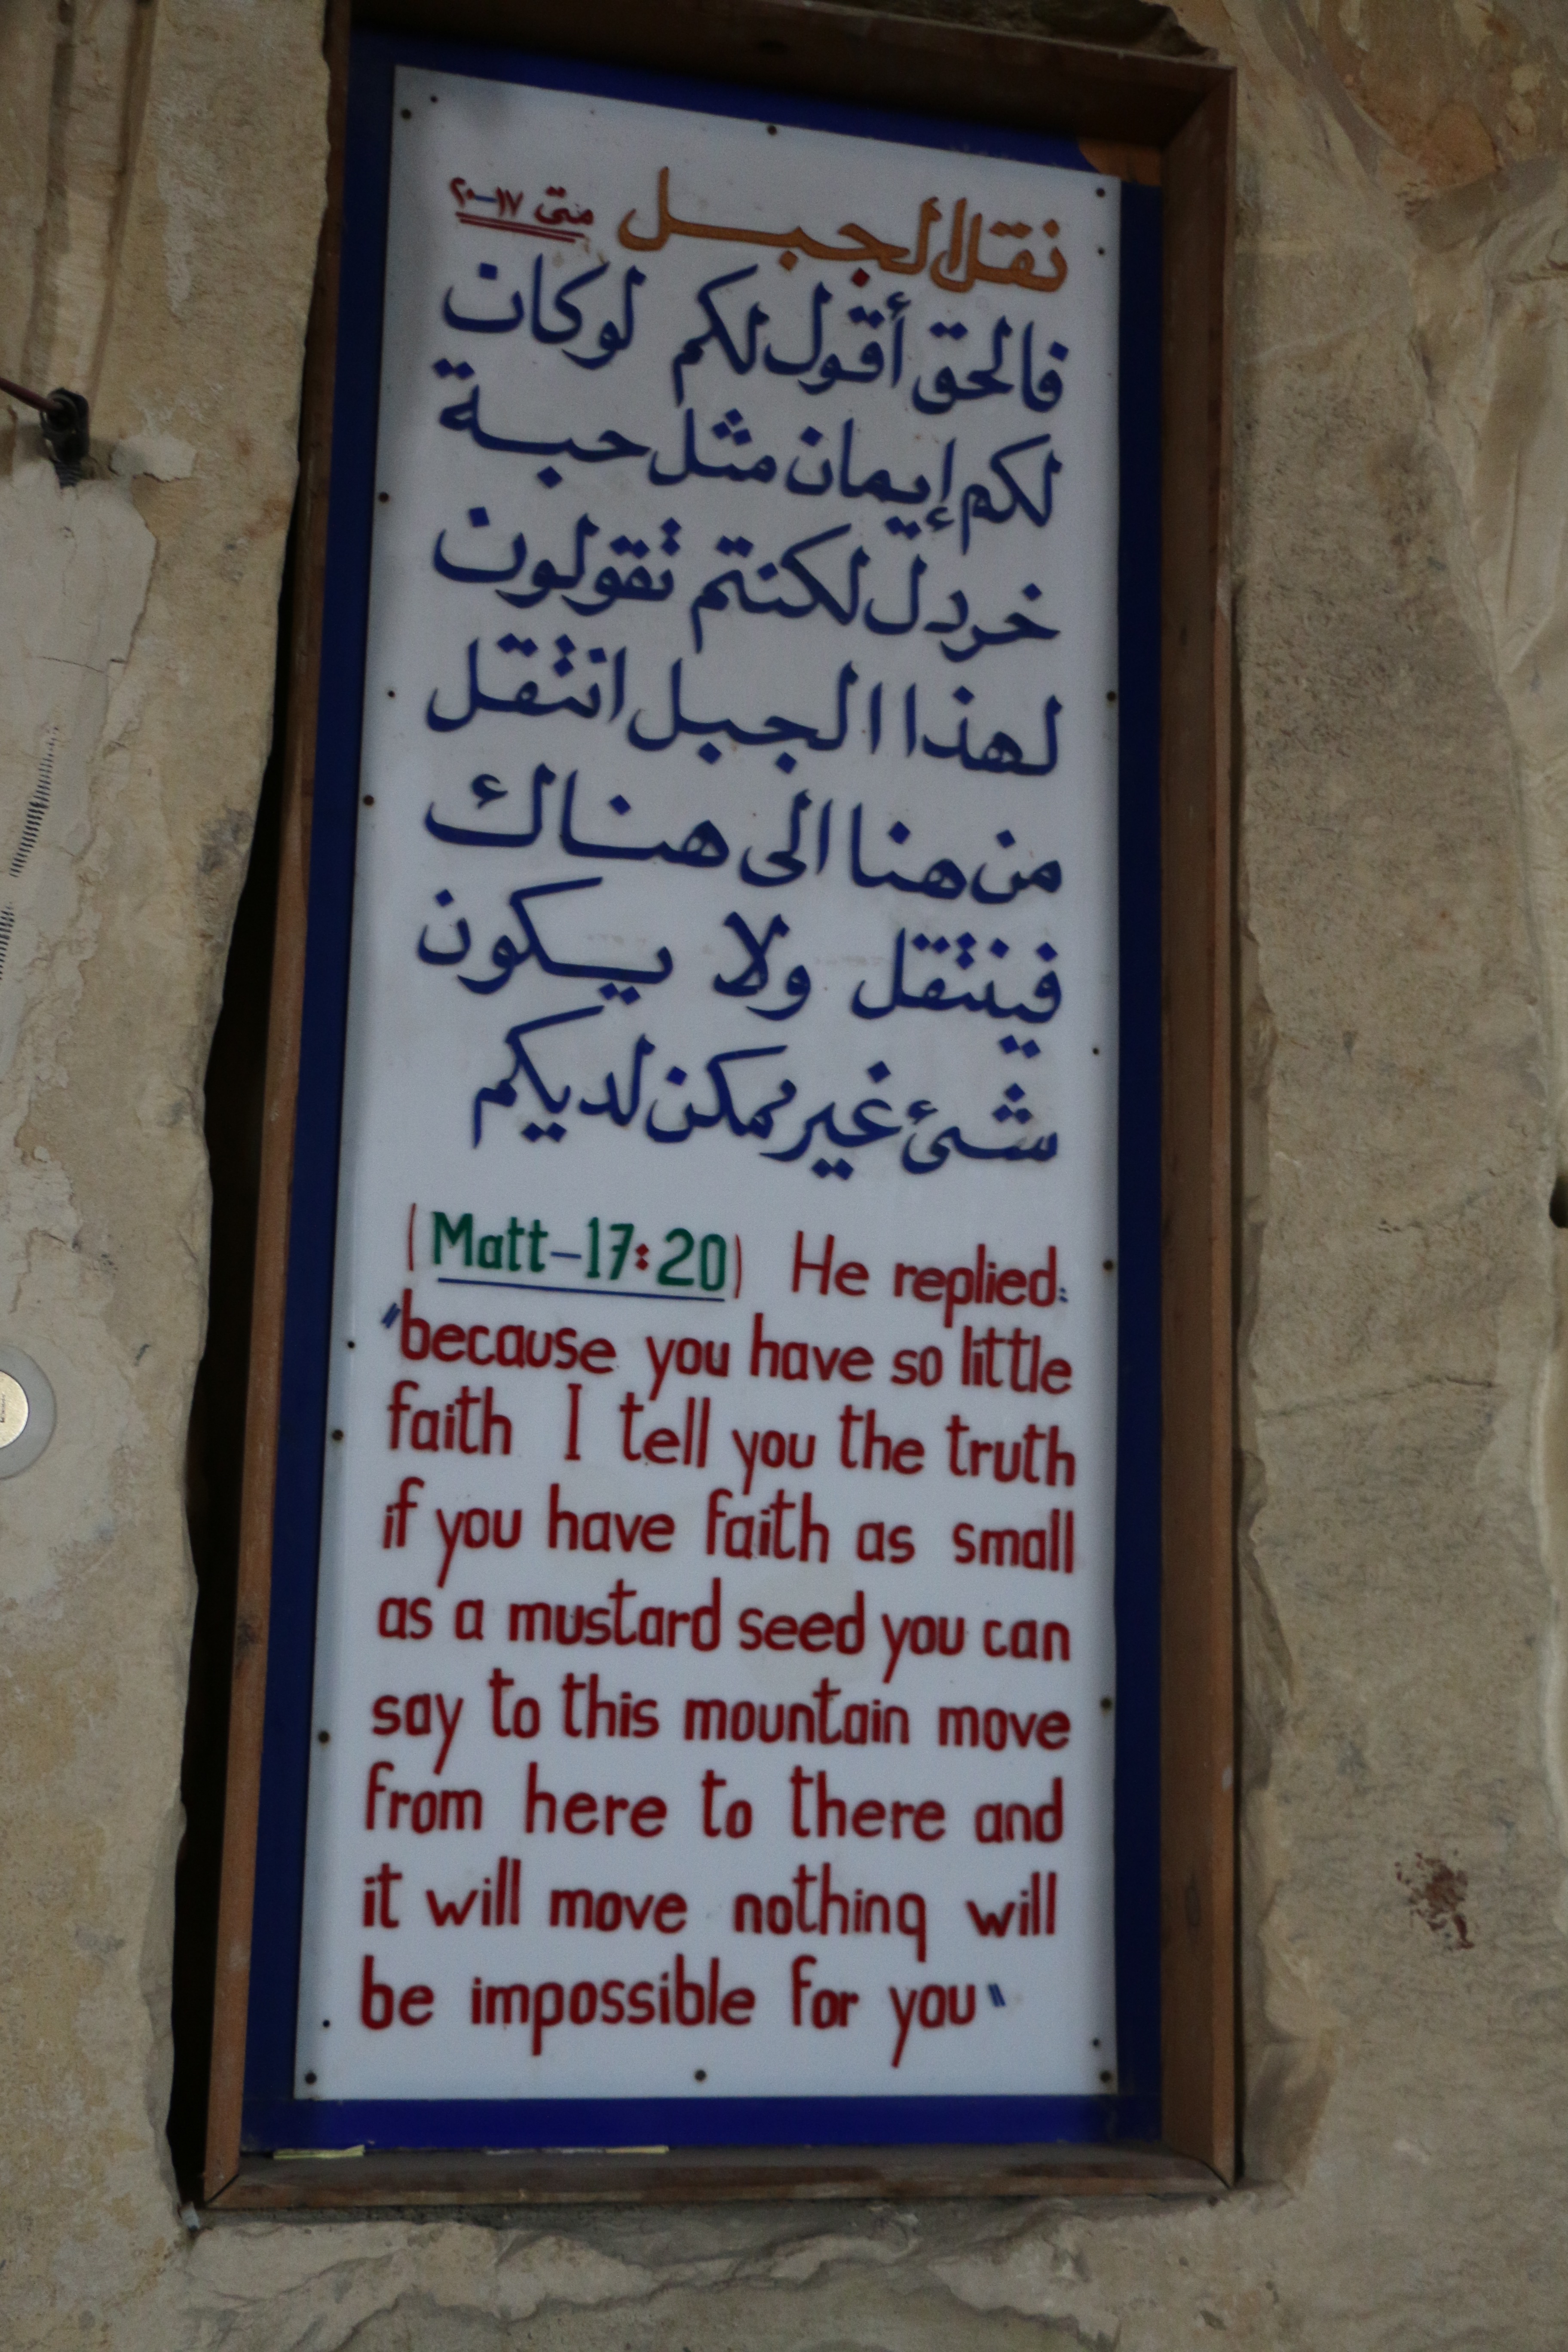 نقل الجبل متى ١٧-٢٠
فالحق أقول لكم لو كان
لكم إيمان مثل حبة
خردل لكنتم تقولون
لهذا الجبل انتقل
من هنا الى هناك
فينتقل ولا يكون
شئ غير ممكن لديكم
(Matt-17:20) He replied:
"because you have so little
faith I tell you the truth
if you have faith as small
as a mustard seed you can
say to this mountain move
from here to there and
it will move nothing will
be impossible for you"